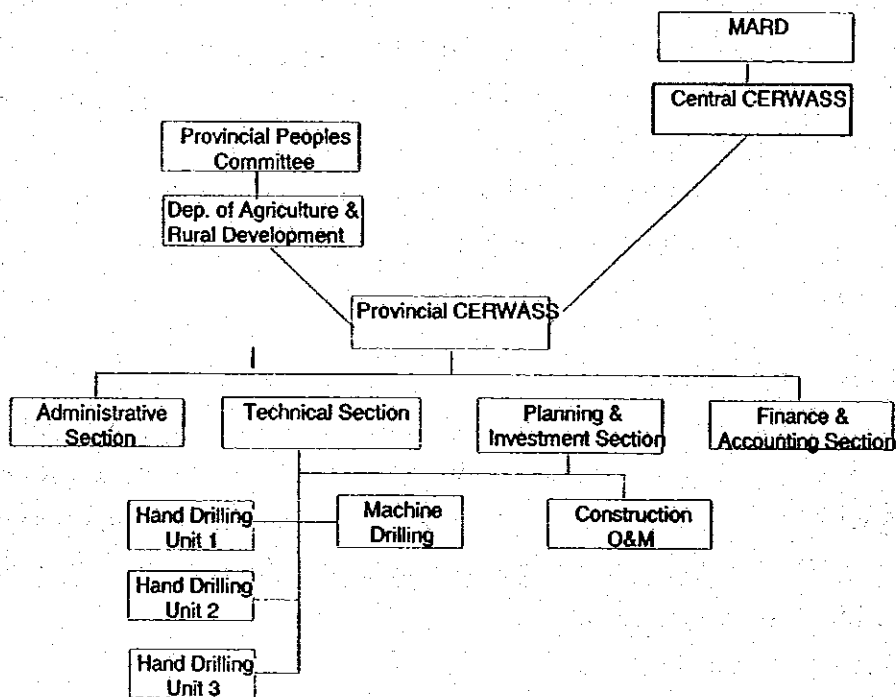 MARD
Central CERWASS
Provincial Peoples
Committee
Dep. of Agriculture &
Rural Development
Provincial CERWASS
Administrative
Section
Technical Section
Planning &
Investment Section
Finance &
Accounting Section
Hand Drilling
Unit 1
Machine
Drilling
Construction
O&M
Hand Drilling
Unit 2
Hand Drilling
Unit 3